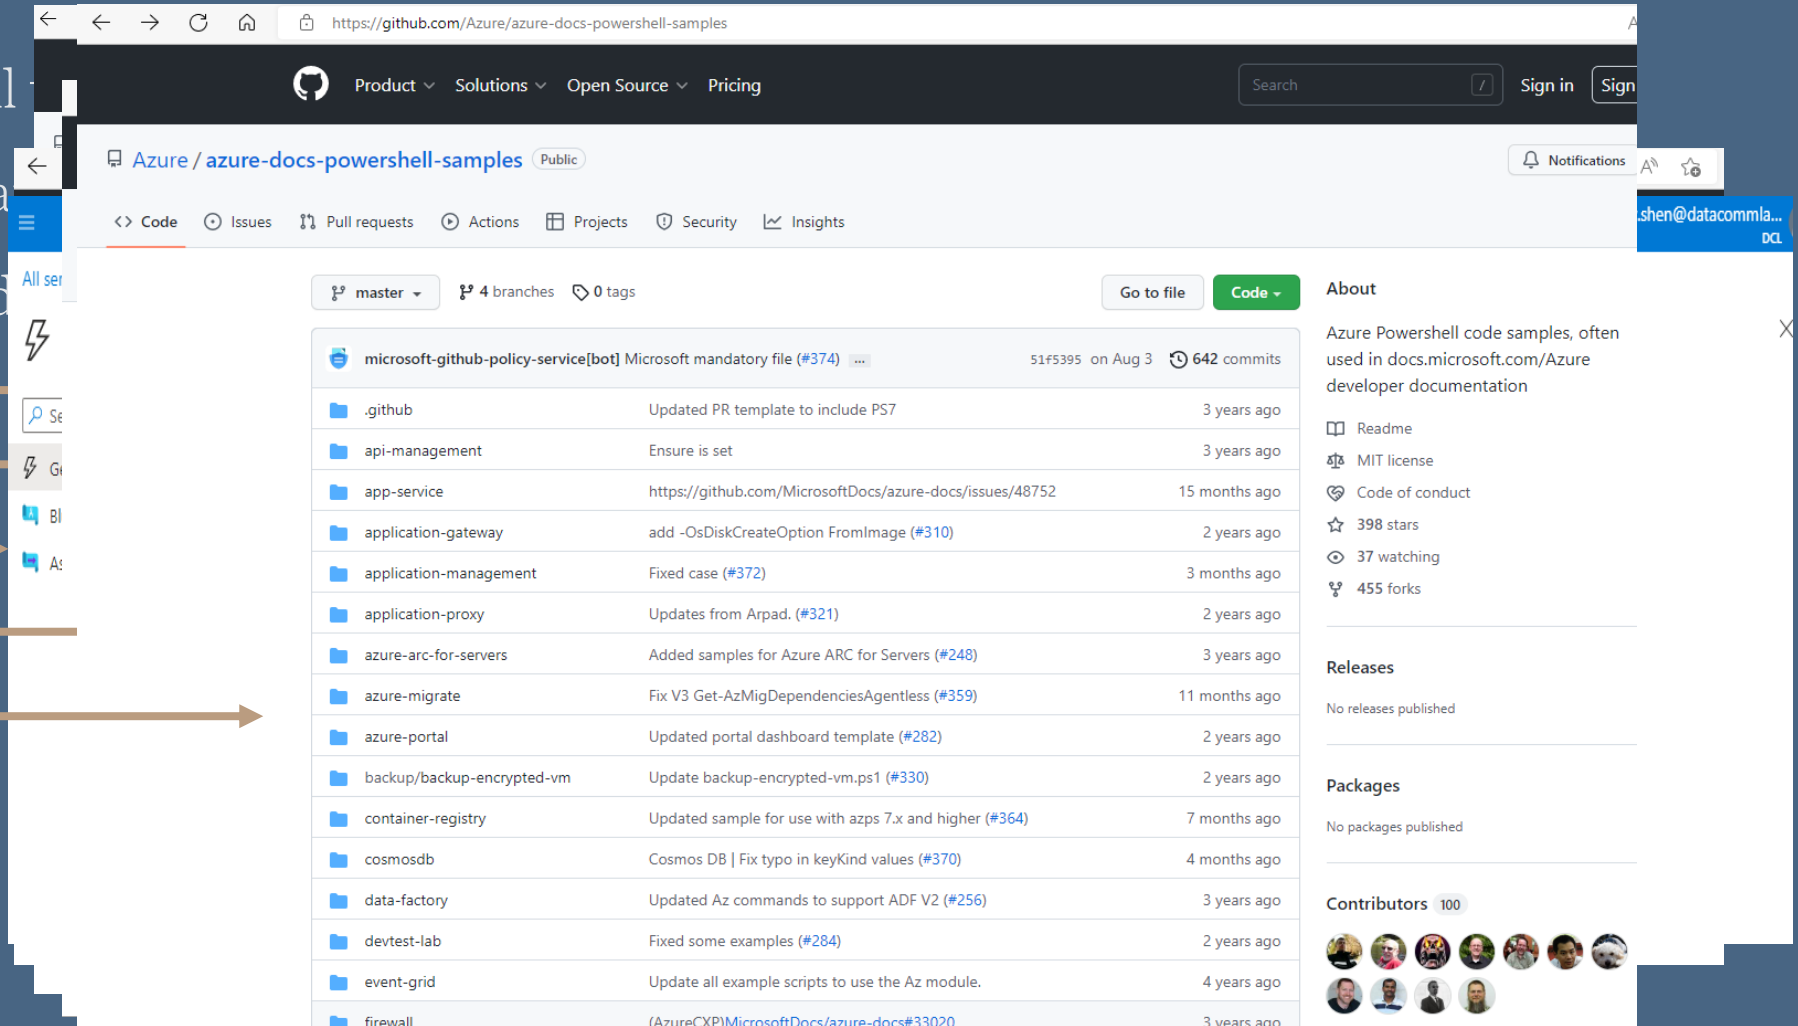 https://github.com/Azure/azure-docs-powershell-samples
Product Solutions Open Source Pricing Search / Sign in Sign
Azure / azure-docs-powershell-samples Public Notifications
Code Issues Pull requests Actions Projects Security Insights
.shen@datacommla...
DCL
All ser
master 4 branches 0 tags Go to file Code
About
Azure Powershell code samples, often
used in docs.microsoft.com/Azure
developer documentation
microsoft-github-policy-service[bot] Microsoft mandatory file (#374) ... 51f5395 on Aug 3 642 commits
.github Updated PR template to include PS7 3 years ago
api-management Ensure is set 3 years ago
app-service https://github.com/MicrosoftDocs/azure-docs/issues/48752 15 months ago
application-gateway add -OsDiskCreateOption FromImage (#310) 2 years ago
application-management Fixed case (#372) 3 months ago
application-proxy Updates from Arpad. (#321) 2 years ago
azure-arc-for-servers Added samples for Azure ARC for Servers (#248) 3 years ago
azure-migrate Fix V3 Get-AzMigDependenciesAgentless (#359) 11 months ago
azure-portal Updated portal dashboard template (#282) 2 years ago
backup/backup-encrypted-vm Update backup-encrypted-vm.ps1 (#330) 2 years ago
container-registry Updated sample for use with azps 7.x and higher (#364) 7 months ago
cosmosdb Cosmos DB | Fix typo in keyKind values (#370) 4 months ago
data-factory Updated Az commands to support ADF V2 (#256) 3 years ago
devtest-lab Fixed some examples (#284) 2 years ago
event-grid Update all example scripts to use the Az module. 4 years ago
firewall (AzureCXP)MicrosoftDocs/azure-docs#33020 3 years ago
Readme
MIT license
Code of conduct
398 stars
37 watching
455 forks
Releases
No releases published
Packages
No packages published
Contributors 100
Se
Ge
Bl
As